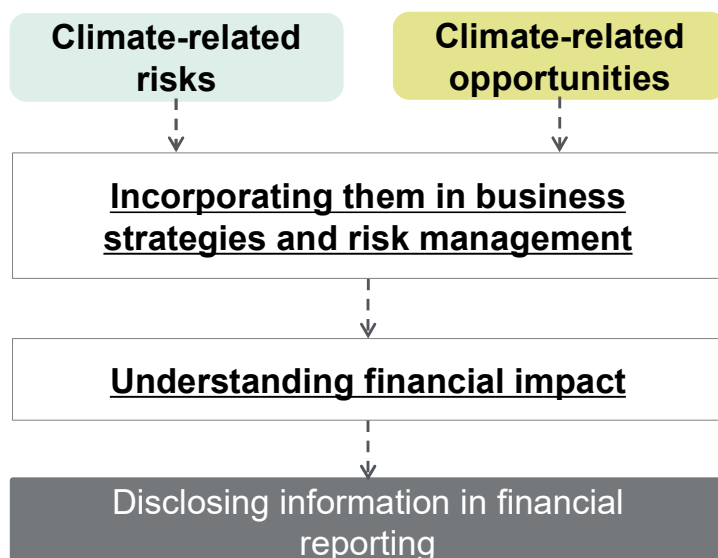 Climate-related
risks
Climate-related
opportunities
Incorporating them in business
strategies and risk management
Understanding financial impact
Disclosing information in financial
reporting